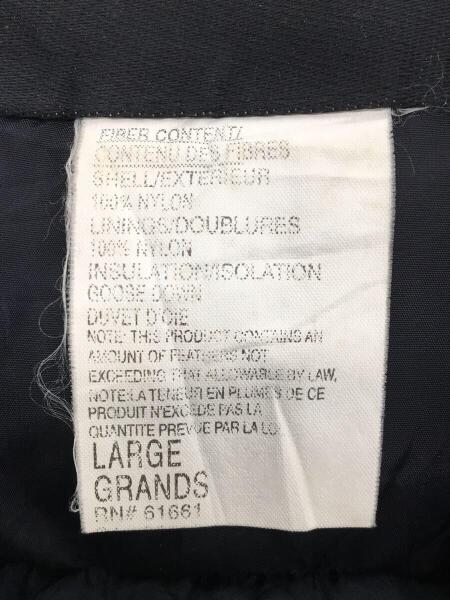 FIBER CONTENT/
CONTENU DES FIBRES
SHELL/EXTERIEUR
100% NYLON
LININGS/DOUBLURES
100% NYLON
INSULATION/ISOLATION
GOOSE DOWN
DUVET D'OIE
NOTE: THIS PRODUCT CONTAINS AN
AMOUNT OF FEATHERS NOT
EXCEEDING THAT ALLOWABLE BY LAW,
NOTE:LA TENEUR EN PLUMES DE CE
PRODUIT N'EXCEDE PAS LA
QUANTITE PREVUE PAR LA LOI
LARGE
GRANDS
RN# 61661